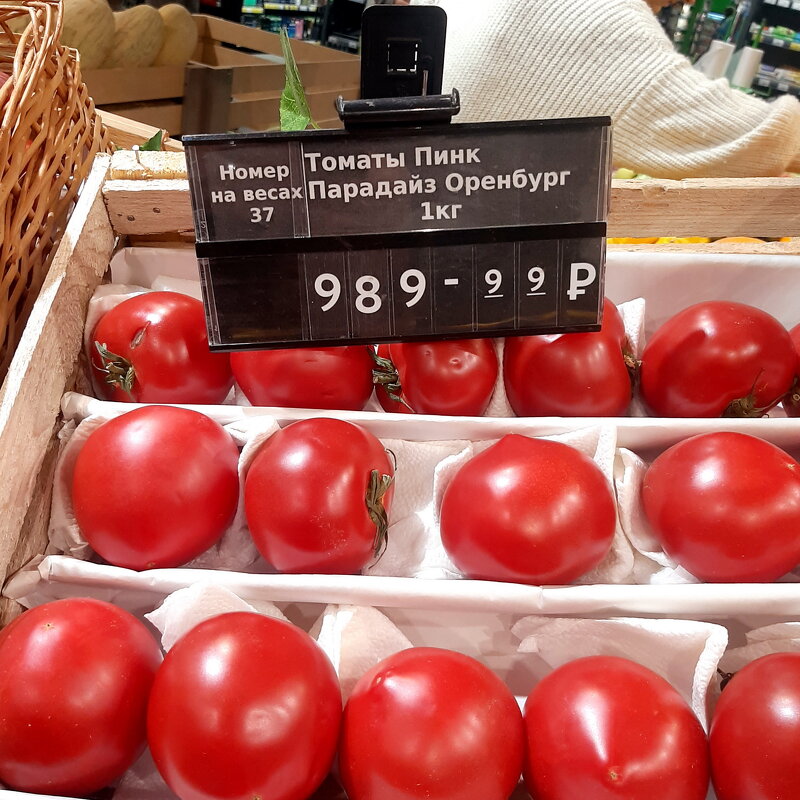 Номер
на весах
37
Томаты Пинк
Парадайз Оренбург
1кг
989-99₽